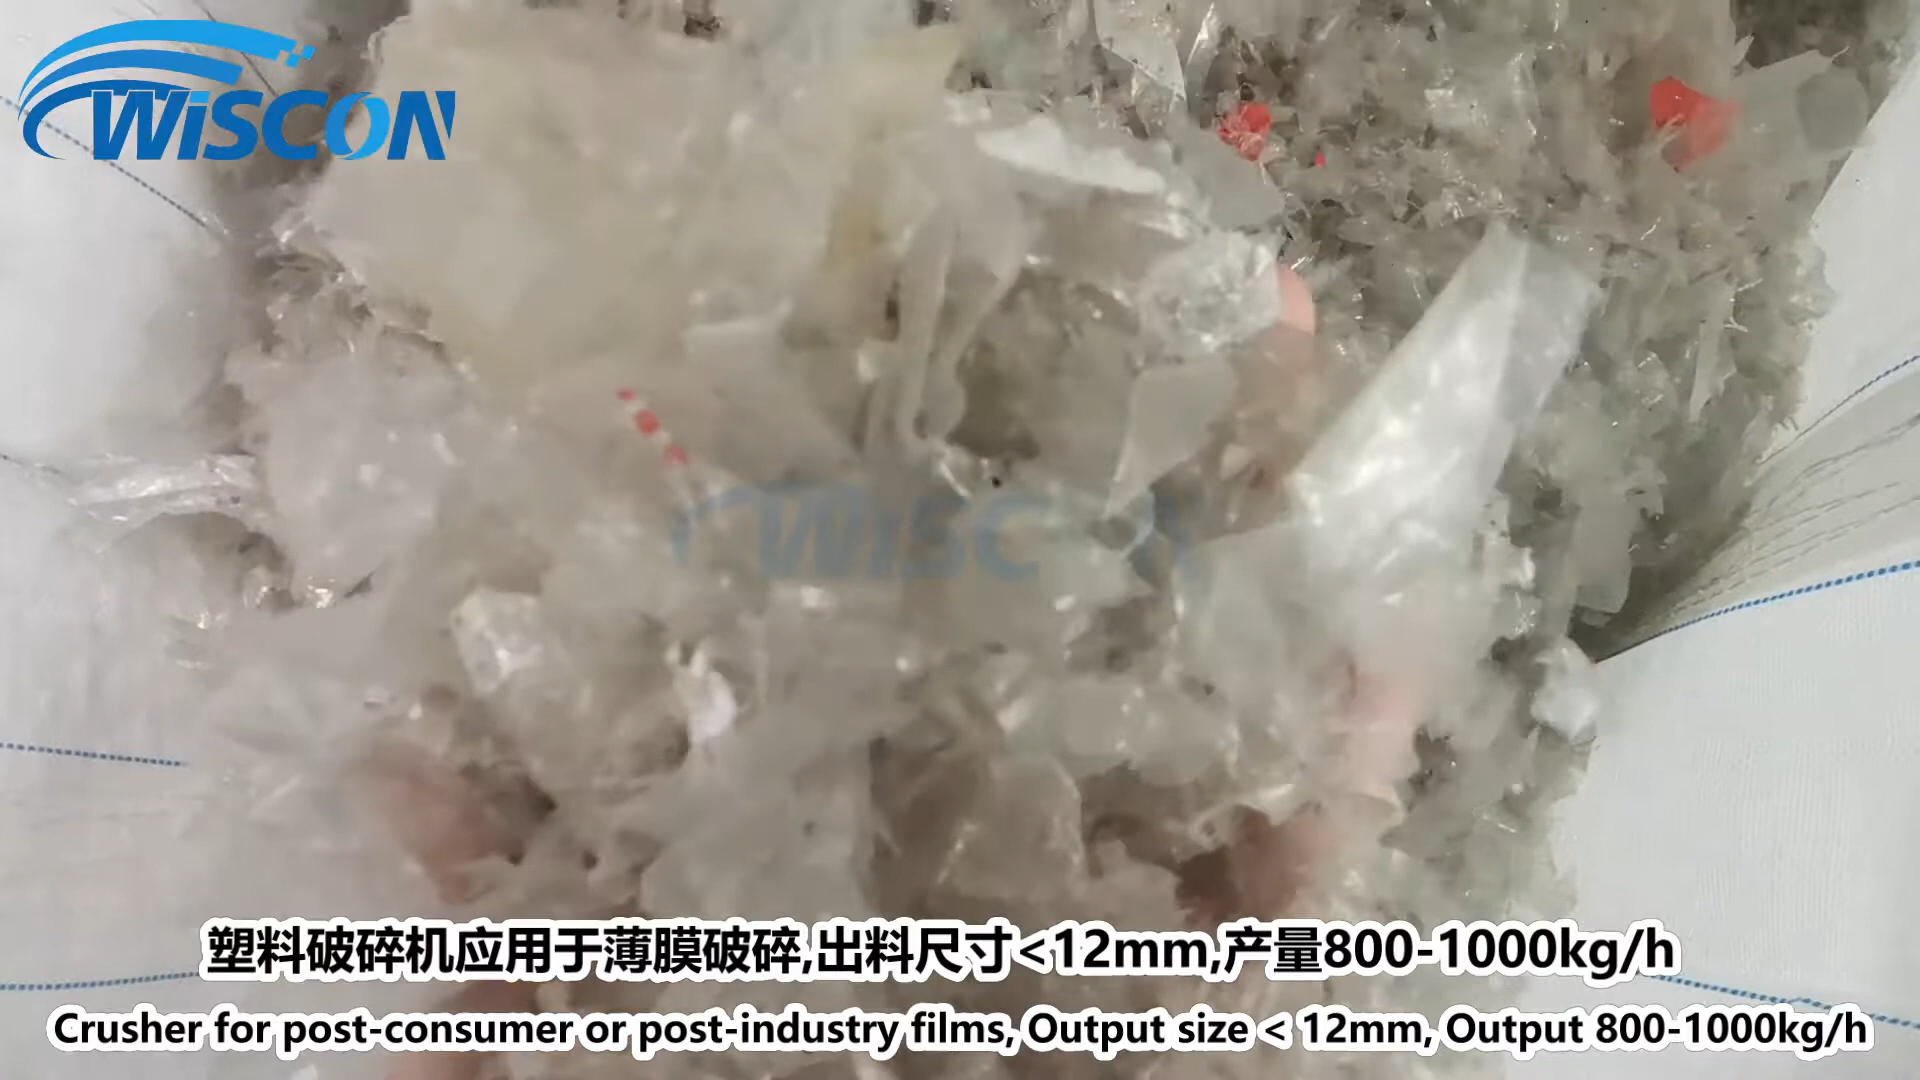 WiSCON
WiSCON
塑料破碎机应用于薄膜破碎,出料尺寸<12mm,产量800-1000kg/h
Crusher for post-consumer or post-industry films, Output size < 12mm, Output 800-1000kg/h